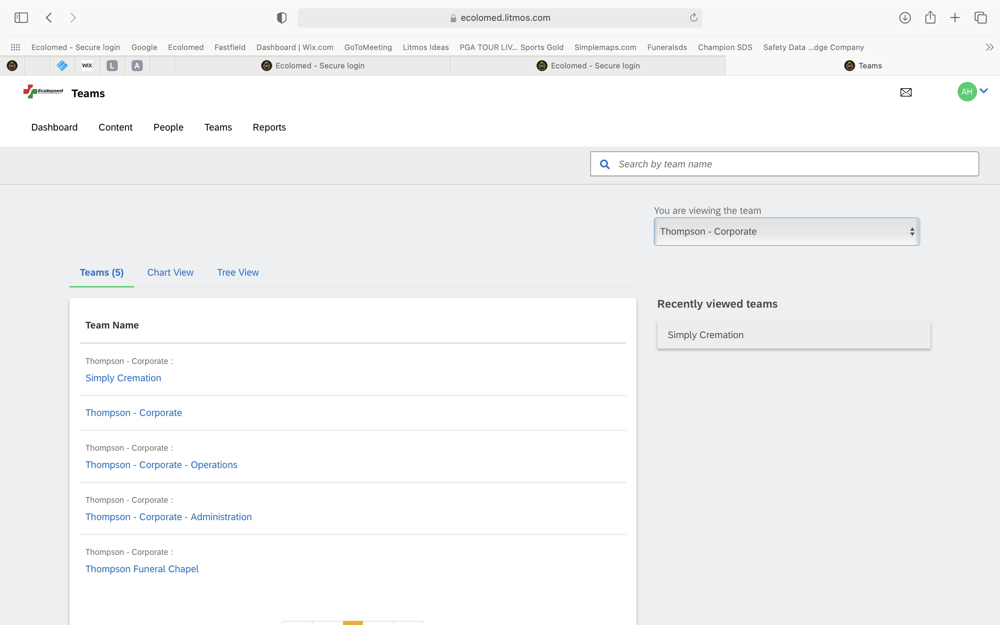 ecolomed.litmos.com
Ecolomed - Secure login Google Ecolomed Fastfield Dashboard | Wix.com GoToMeeting Litmos Ideas PGA TOUR LIV... Sports Gold Simplemaps.com Funeralsds Champion SDS Safety Data ...dge Company
WIX L A Ecolomed - Secure login Ecolomed - Secure login Teams
Ecolomed Teams AH
Dashboard Content People Teams Reports
Search by team name
You are viewing the team
Thompson - Corporate
Teams (5) Chart View Tree View
Recently viewed teams
Simply Cremation
Team Name
Thompson - Corporate :
Simply Cremation
Thompson - Corporate
Thompson - Corporate :
Thompson - Corporate - Operations
Thompson - Corporate :
Thompson - Corporate - Administration
Thompson - Corporate :
Thompson Funeral Chapel